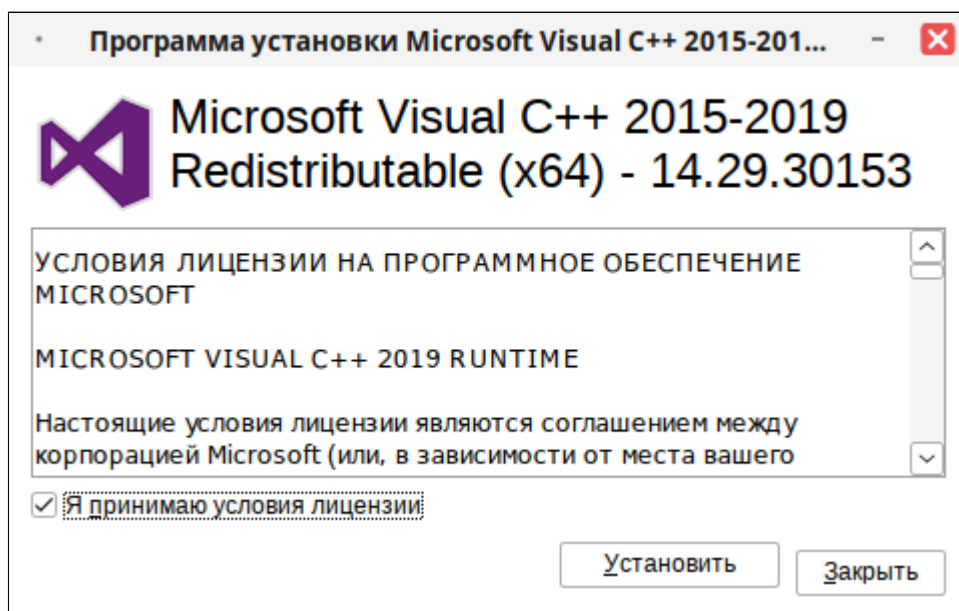 Программа установки Microsoft Visual C++ 2015-201...
Microsoft Visual C++ 2015-2019
Redistributable (x64) - 14.29.30153
УСЛОВИЯ ЛИЦЕНЗИИ НА ПРОГРАММНОЕ ОБЕСПЕЧЕНИЕ
MICROSOFT
MICROSOFT VISUAL C++ 2019 RUNTIME
Настоящие условия лицензии являются соглашением между
корпорацией Microsoft (или, в зависимости от места вашего
Я принимаю условия лицензии
Установить
Закрыть